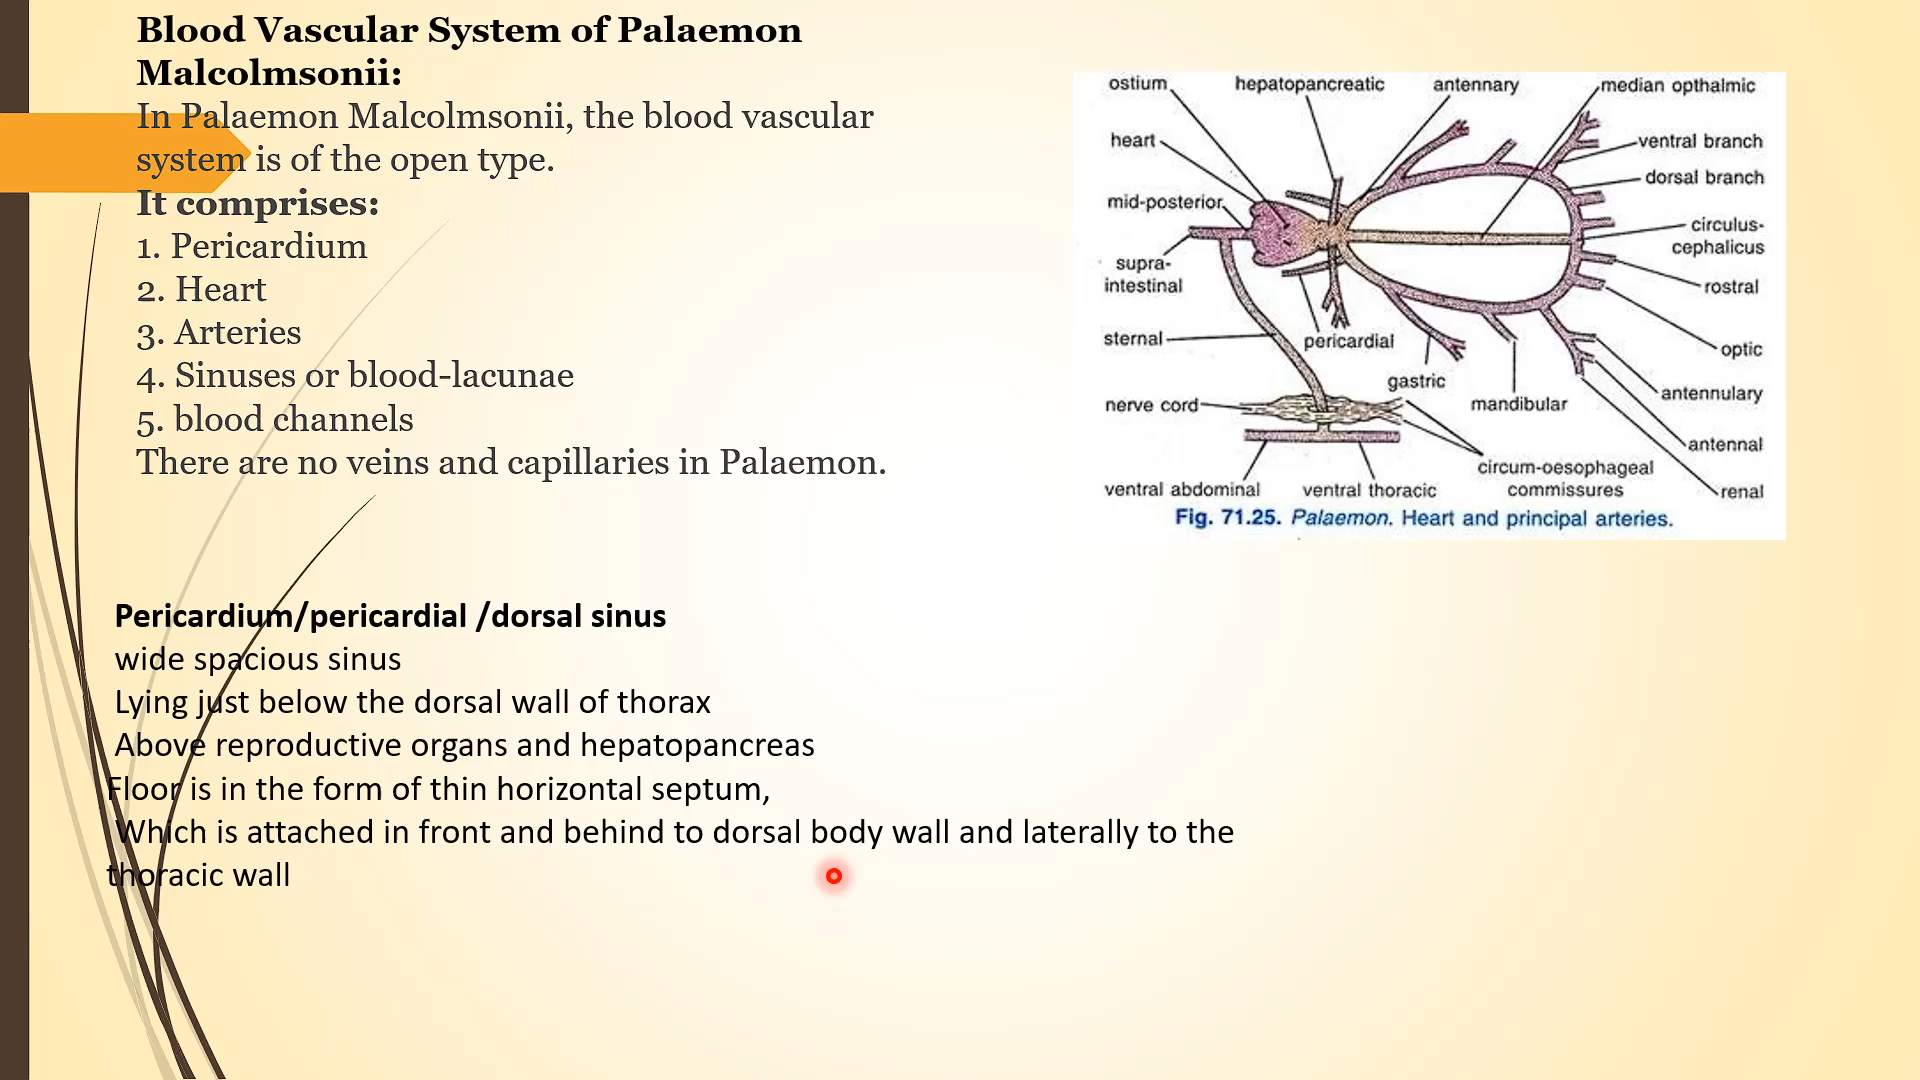 Blood Vascular System of Palaemon
Malcolmsonii:
In Palaemon Malcolmsonii, the blood vascular
system is of the open type.
It comprises:
1. Pericardium
2. Heart
3. Arteries
4. Sinuses or blood-lacunae
5. blood channels
There are no veins and capillaries in Palaemon.
ostium
hepatopancreatic
antennary
median opthalmic
heart
ventral branch
mid-posterior
dorsal branch
circulus-
cephalicus
supra-
intestinal
rostral
sternal
pericardial
optic
gastric
mandibular
antennulary
nerve cord
antennal
circum-oesophageal
commissures
ventral abdominal
ventral thoracic
renal
Fig. 71.25. Palaemon. Heart and principal arteries.
Pericardium/pericardial /dorsal sinus
wide spacious sinus
Lying just below the dorsal wall of thorax
Above reproductive organs and hepatopancreas
Floor is in the form of thin horizontal septum,
Which is attached in front and behind to dorsal body wall and laterally to the
thoracic wall